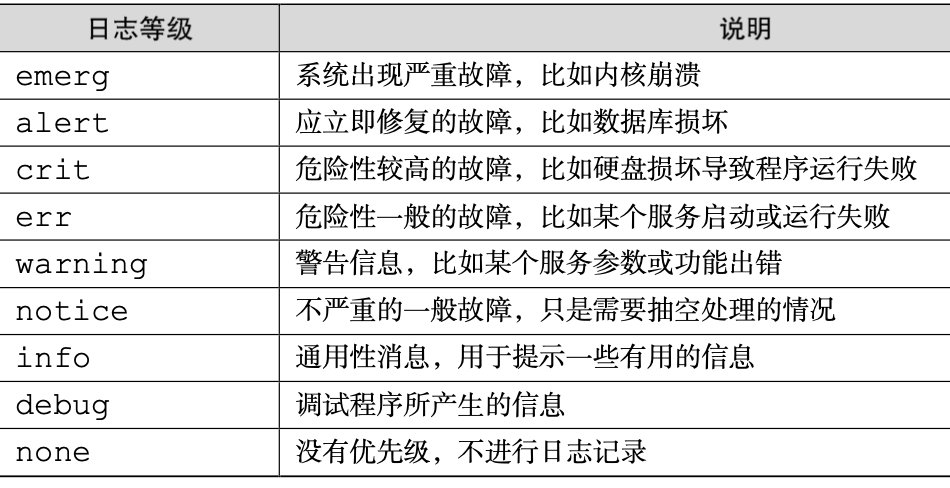 日志等级 说明
emerg 系统出现严重故障，比如内核崩溃
alert 应立即修复的故障，比如数据库损坏
crit 危险性较高的故障，比如硬盘损坏导致程序运行失败
err 危险性一般的故障，比如某个服务启动或运行失败
warning 警告信息，比如某个服务参数或功能出错
notice 不严重的一般故障，只是需要抽空处理的情况
info 通用性消息，用于提示一些有用的信息
debug 调试程序所产生的信息
none 没有优先级，不进行日志记录